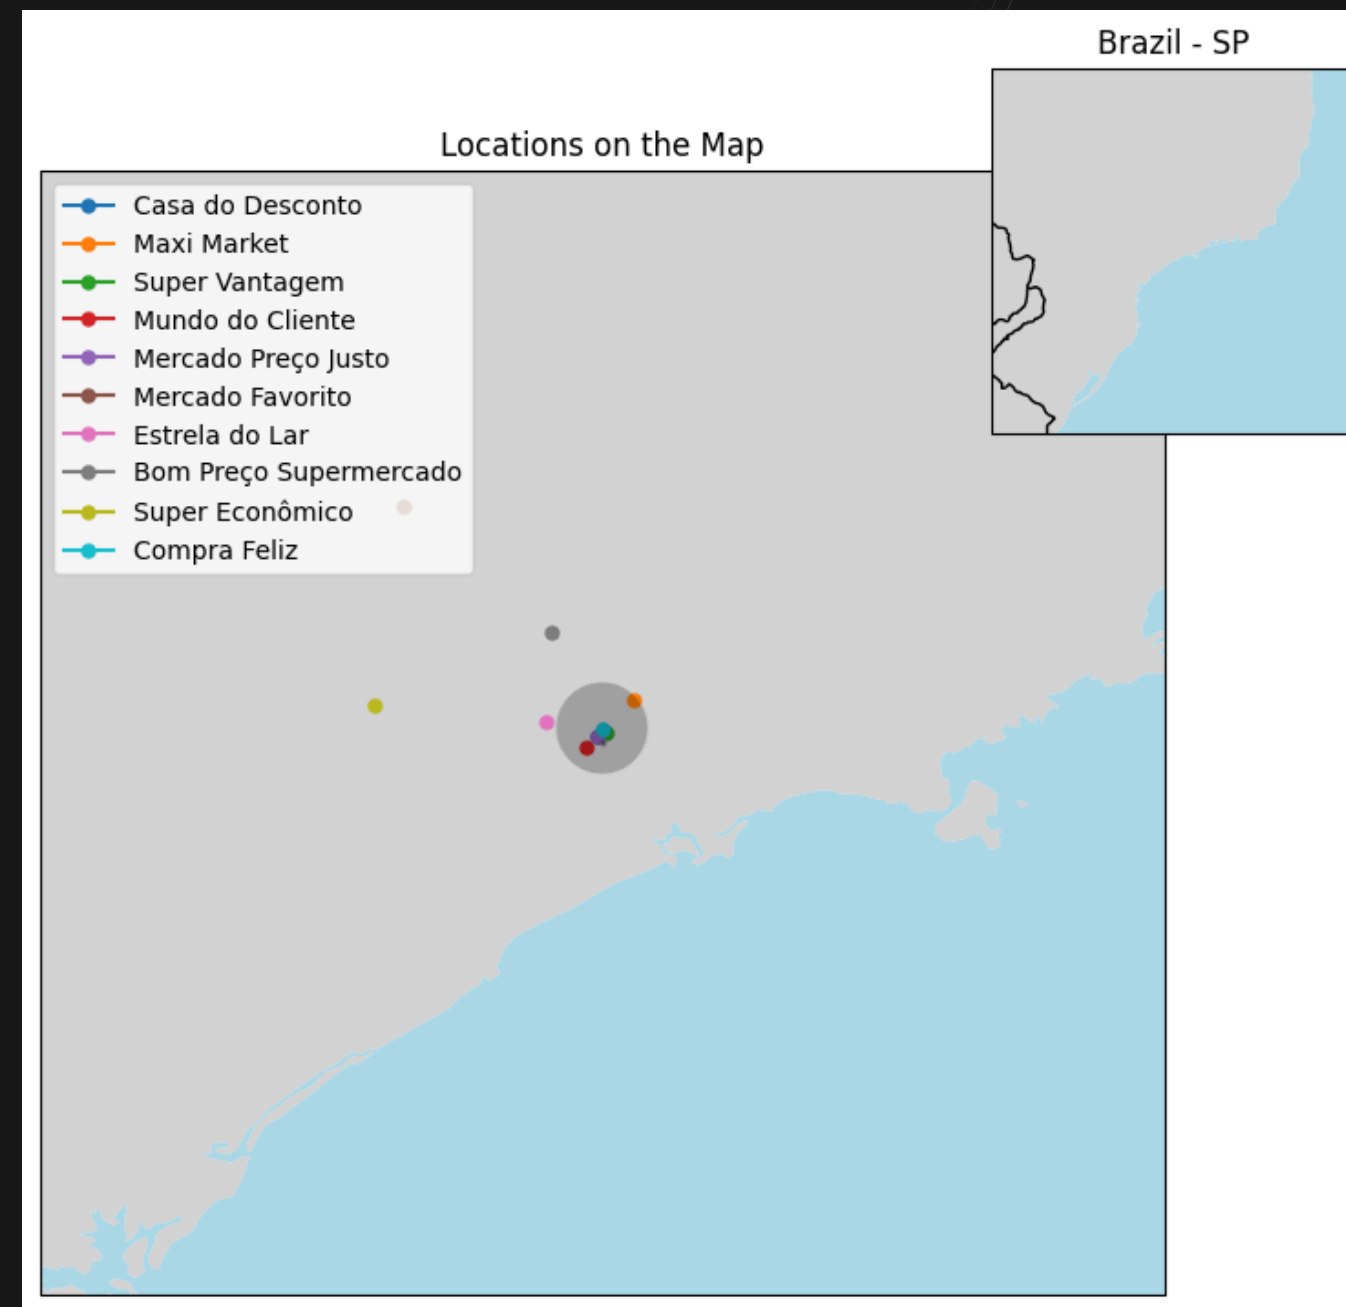 Brazil - SP
Locations on the Map
Casa do Desconto
Maxi Market
Super Vantagem
Mundo do Cliente
Mercado Preço Justo
Mercado Favorito
Estrela do Lar
Bom Preço Supermercado
Super Econômico
Compra Feliz